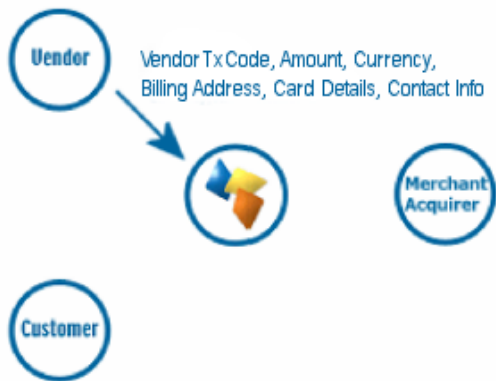 Vendor
Vendor Tx Code, Amount, Currency,
Billing Address, Card Details, Contact Info
Merchant
Acquirer
Customer